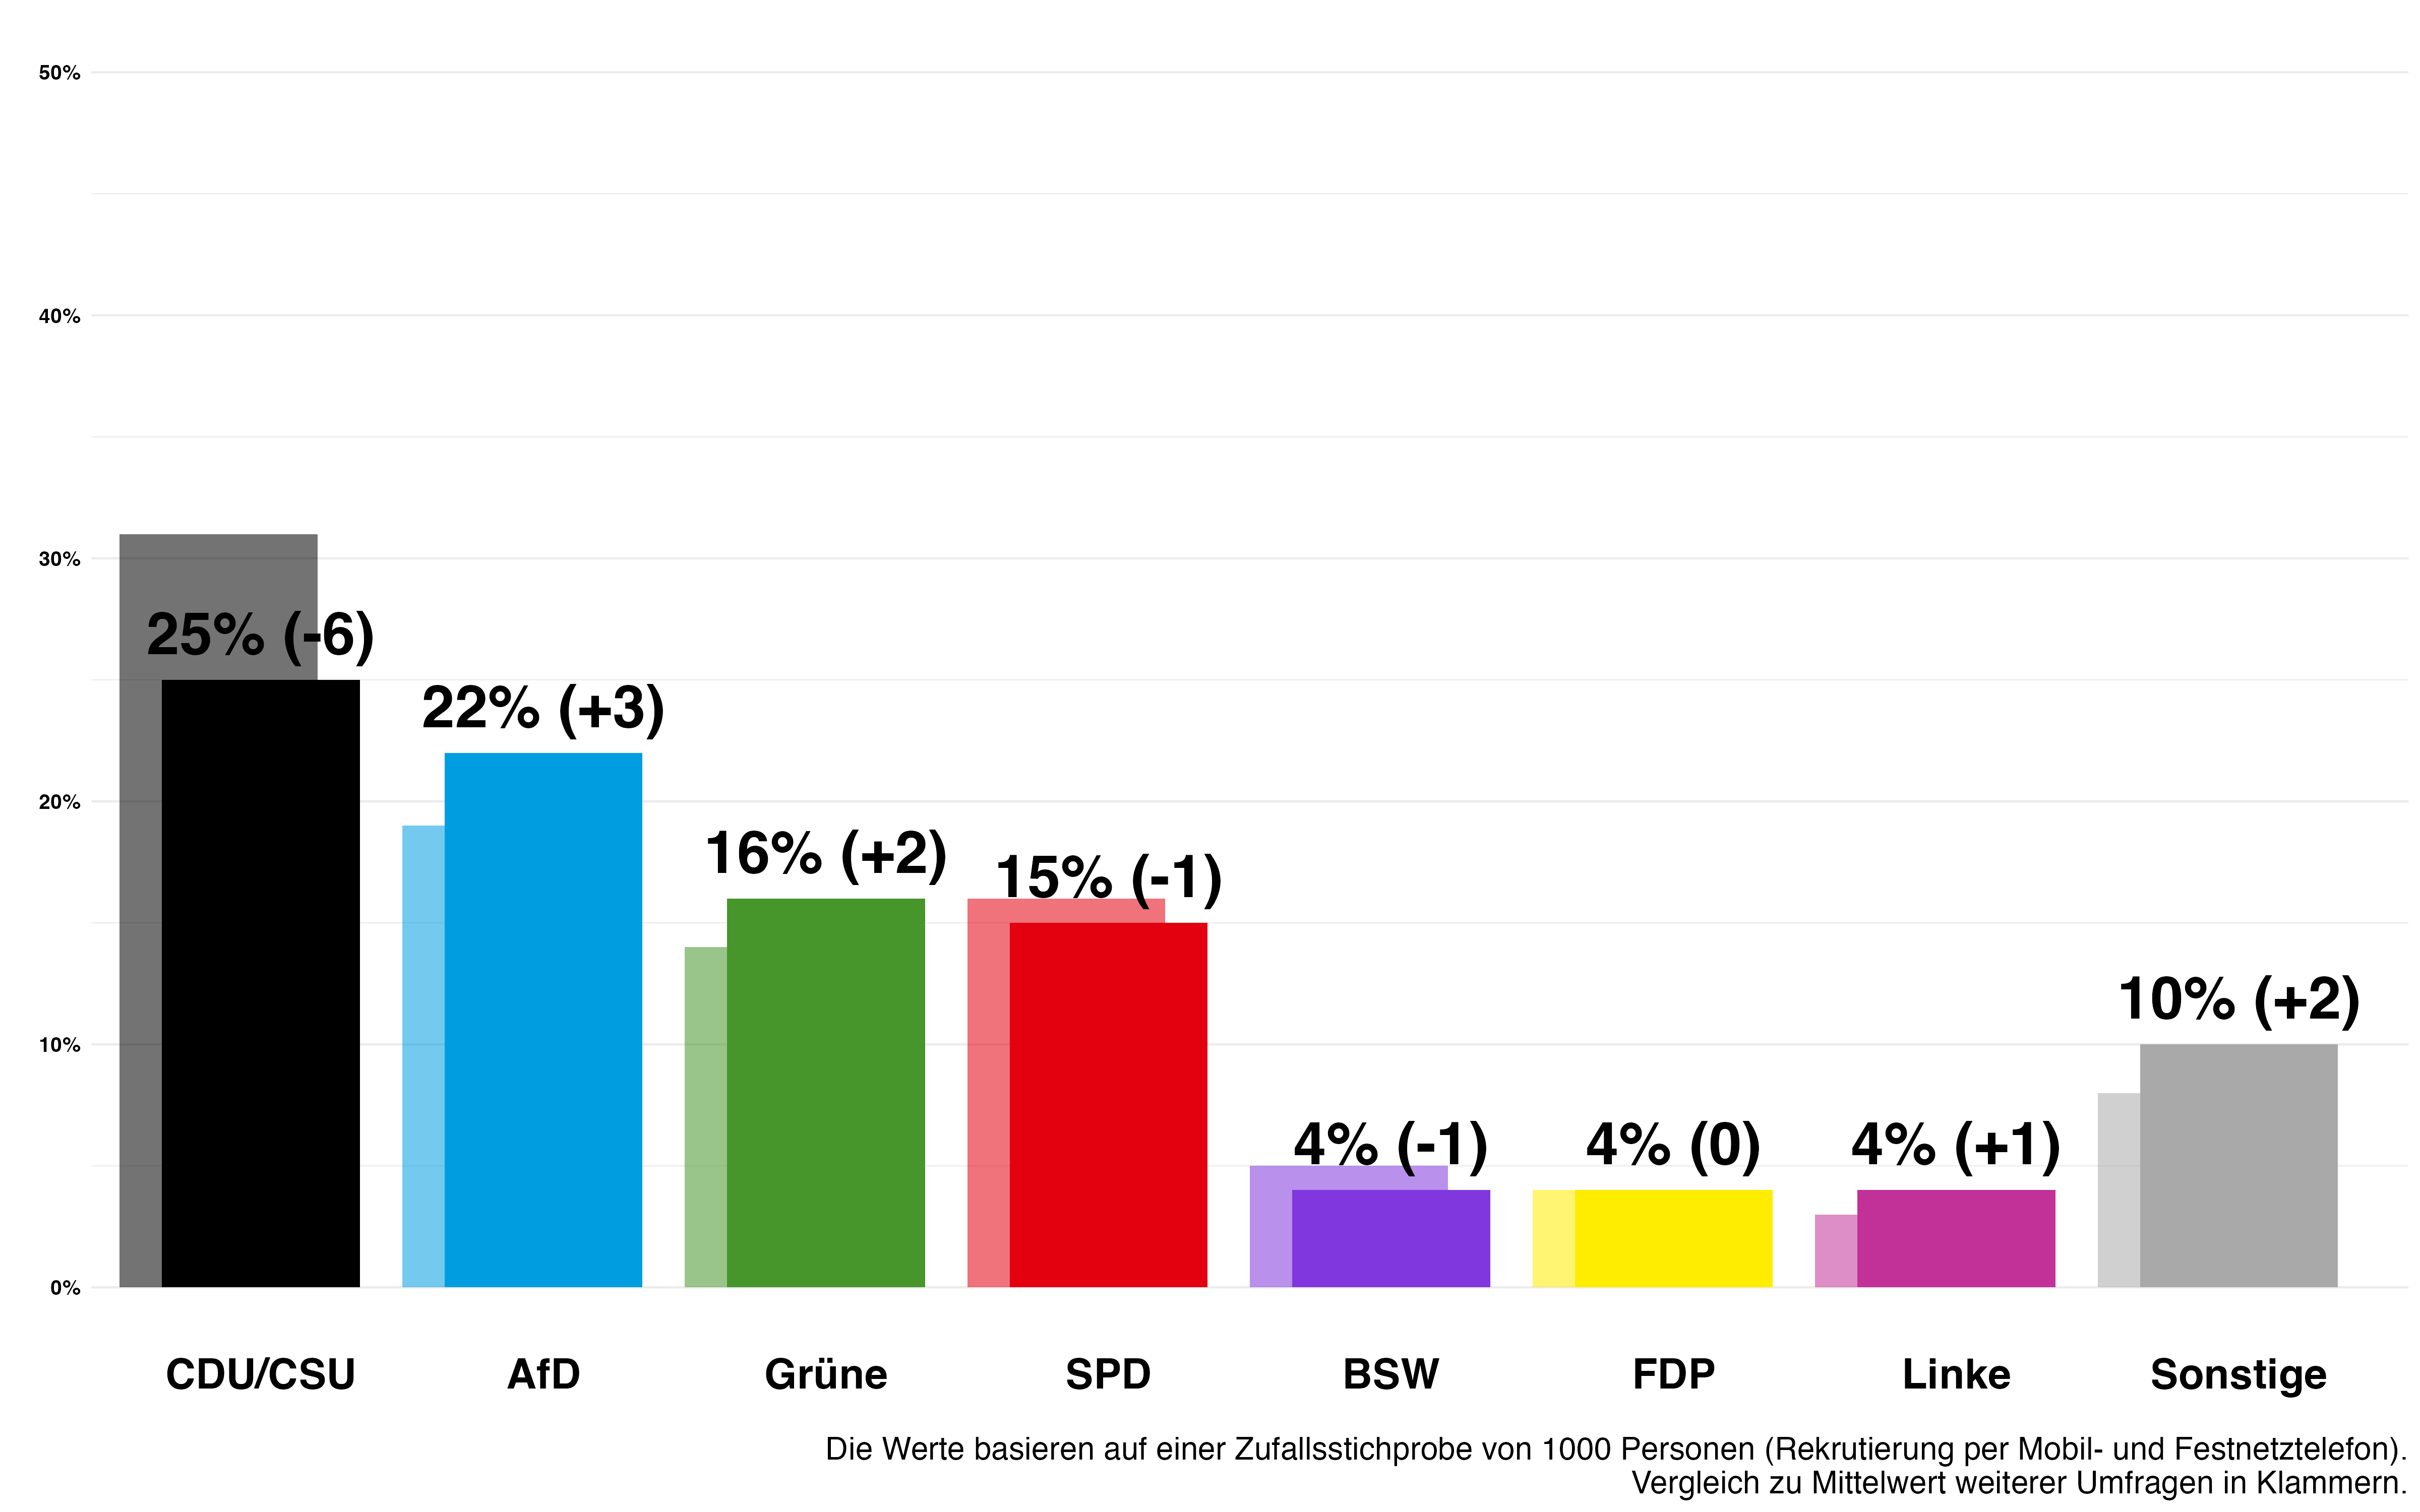 50%
40%
30%
20%
10%
0%
25% (-6)
22% (+3)
16% (+2)
15% (-1)
4% (-1)
4% (0)
4% (+1)
10% (+2)
CDU/CSU
AfD
Grüne
SPD
BSW
FDP
Linke
Sonstige
Die Werte basieren auf einer Zufallsstichprobe von 1000 Personen (Rekrutierung per Mobil- und Festnetztelefon).
Vergleich zu Mittelwert weiterer Umfragen in Klammern.